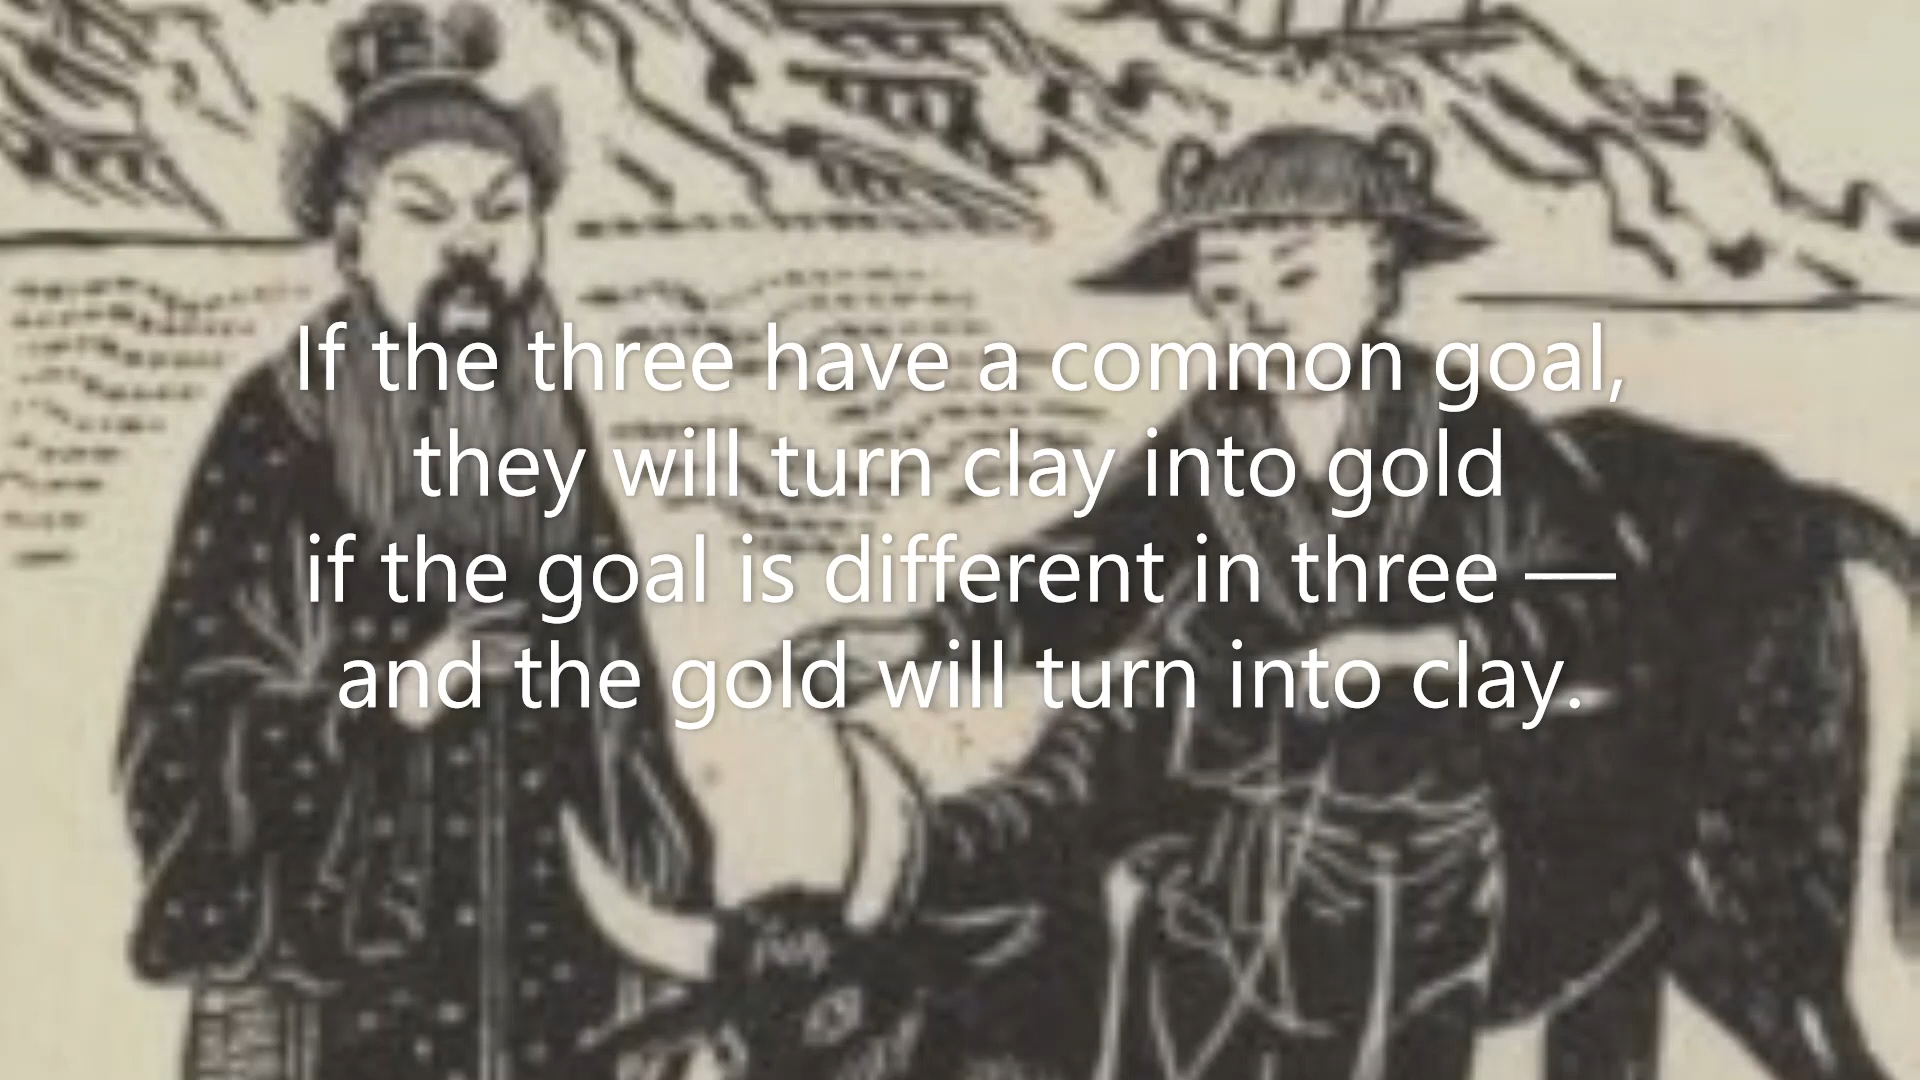 If the three have a common goal,
they will turn clay into gold
if the goal is different in three —
and the gold will turn into clay.